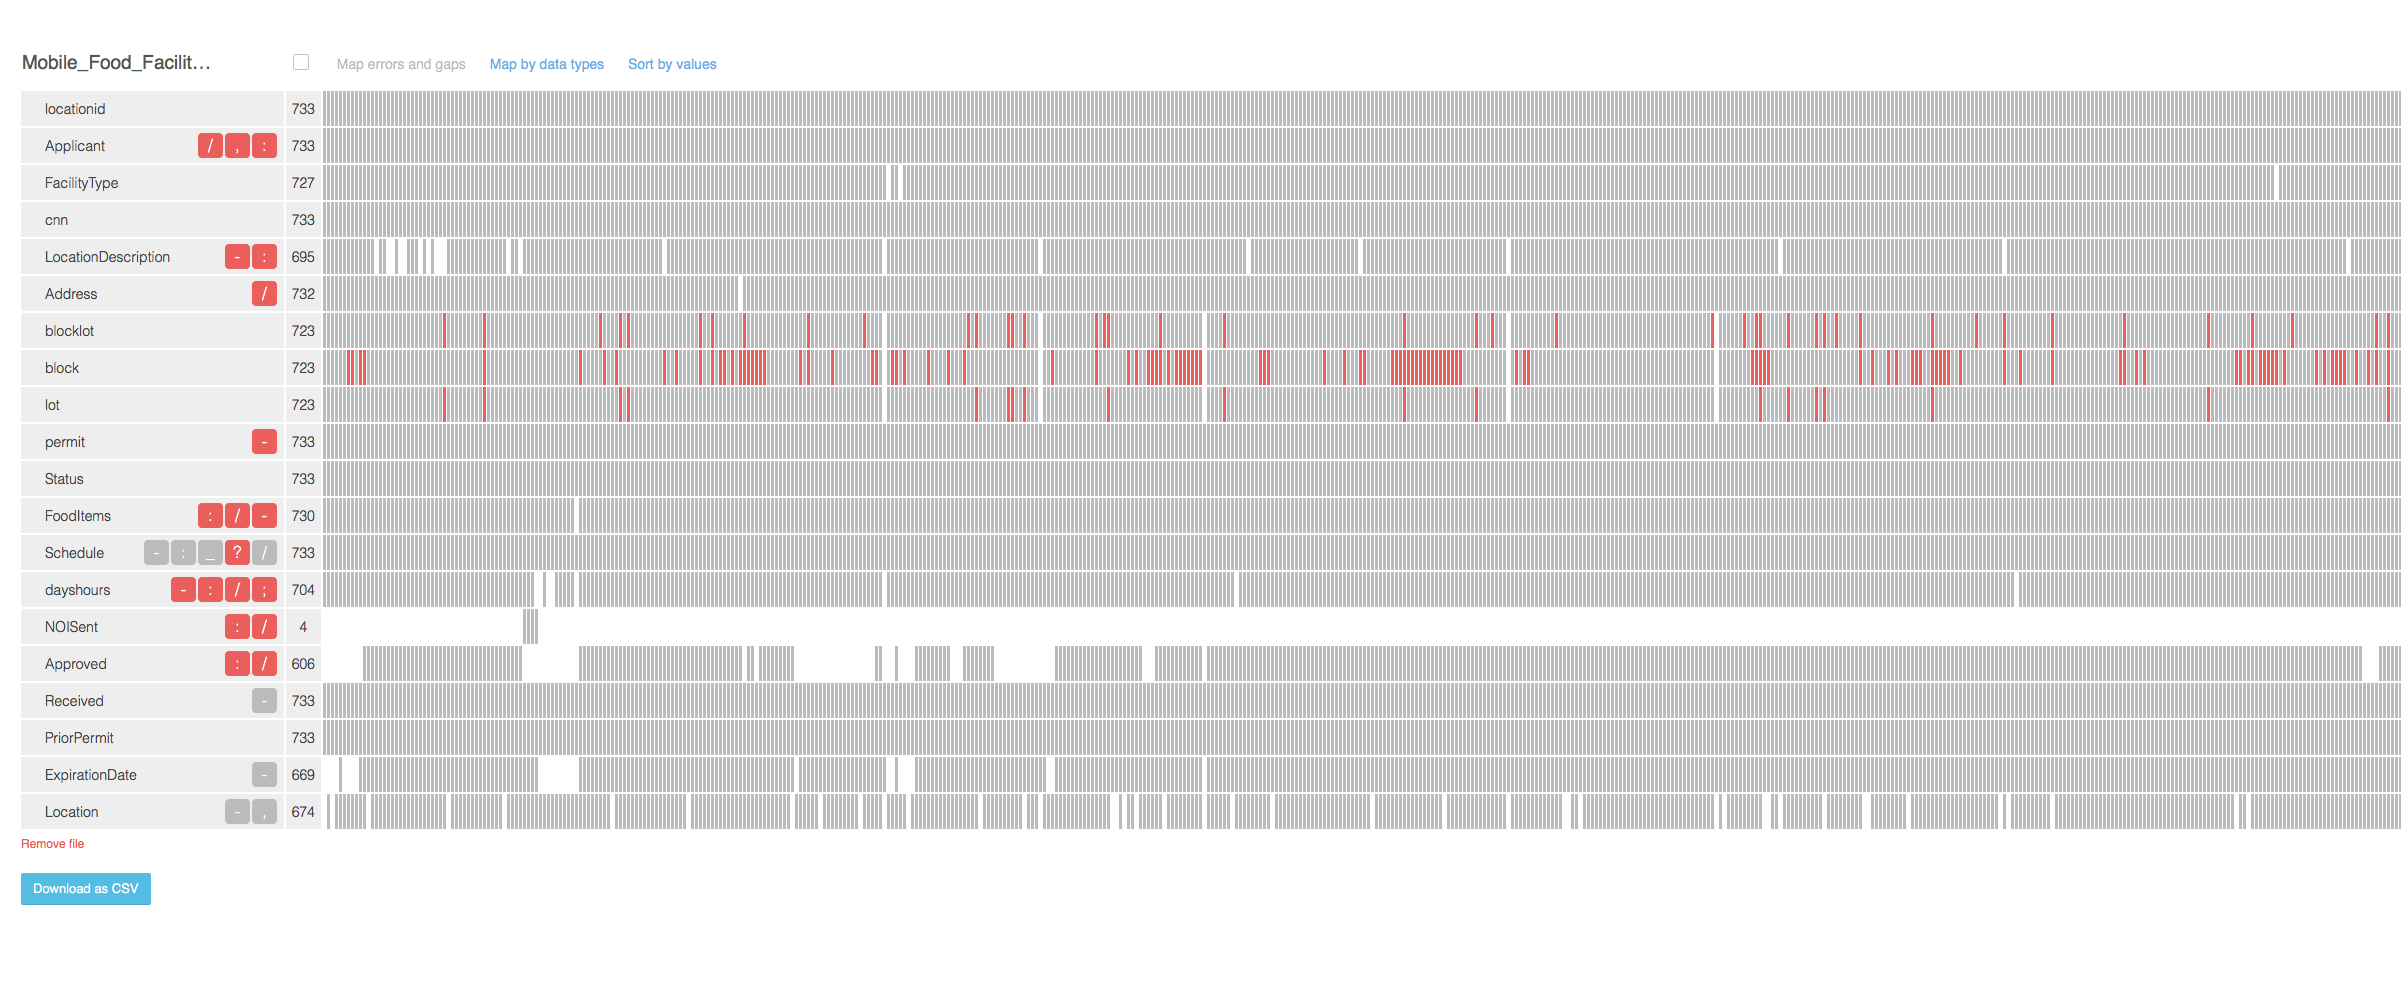 Mobile_Food_Facilit... Map errors and gaps Map by data types Sort by values
locationid 733
Applicant / , : 733
FacilityType 727
cnn 733
LocationDescription - : 695
Address / 732
blocklot 723
block 723
lot 723
permit - 733
Status 733
FoodItems : / - 730
Schedule - : _ ? / 733
dayshours - : / ; 704
NOISent : / 4
Approved : / 606
Received - 733
PriorPermit 733
ExpirationDate - 669
Location - , 674
Remove file
Download as CSV